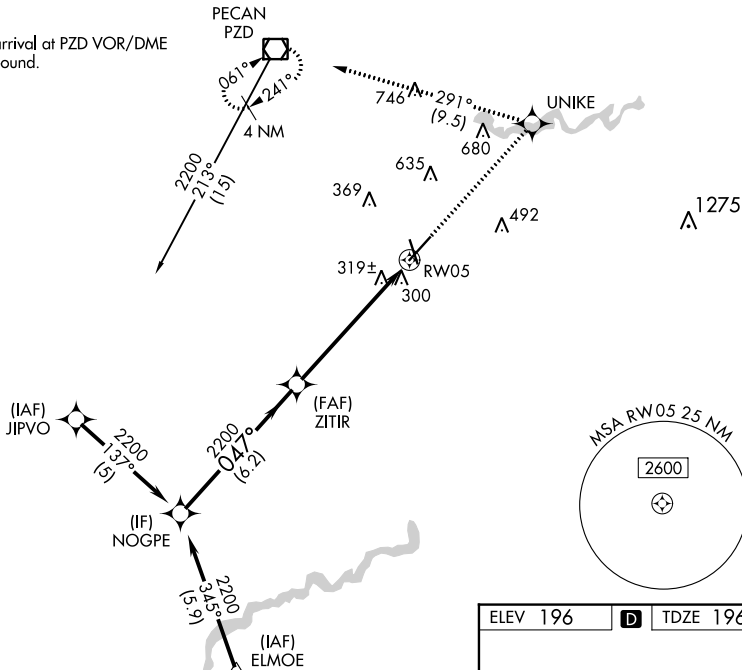 PECAN
PZD
rrival at PZD VOR/DME
ound.
061°
241°
4 NM
2200
213°
(15)
746
291°
(9.5)
UNIKE
680
635
369
492
1275
319±
RW05
300
(FAF)
ZITIR
(IAF)
JIPVO
2200
137°
(5)
2200
047°
(6.2)
(IF)
NOGPE
2200
345°
(5.9)
(IAF)
ELMOE
MSA RW05 25 NM
2600
ELEV 196 D TDZE 196